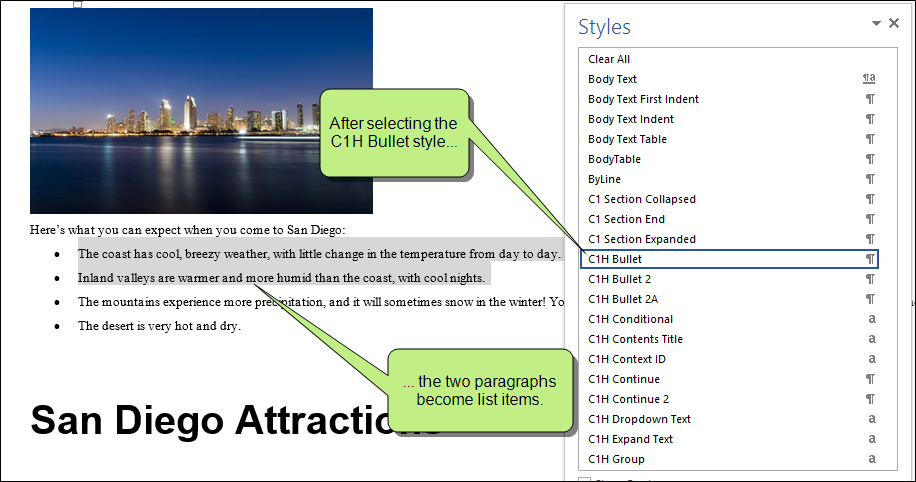 Here's what you can expect when you come to San Diego:
• The coast has cool, breezy weather, with little change in the temperature from day to day.
• Inland valleys are warmer and more humid than the coast, with cool nights.
• The mountains experience more precipitation, and it will sometimes snow in the winter! Yo
• The desert is very hot and dry.
San Diego Attractions
After selecting the
C1H Bullet style...
... the two paragraphs
become list items.
Styles
Clear All
Body Text
Body Text First Indent
Body Text Indent
Body Text Table
BodyTable
ByLine
C1 Section Collapsed
C1 Section End
C1 Section Expanded
C1H Bullet
C1H Bullet 2
C1H Bullet 2A
C1H Conditional
C1H Contents Title
C1H Context ID
C1H Continue
C1H Continue 2
C1H Dropdown Text
C1H Expand Text
C1H Group